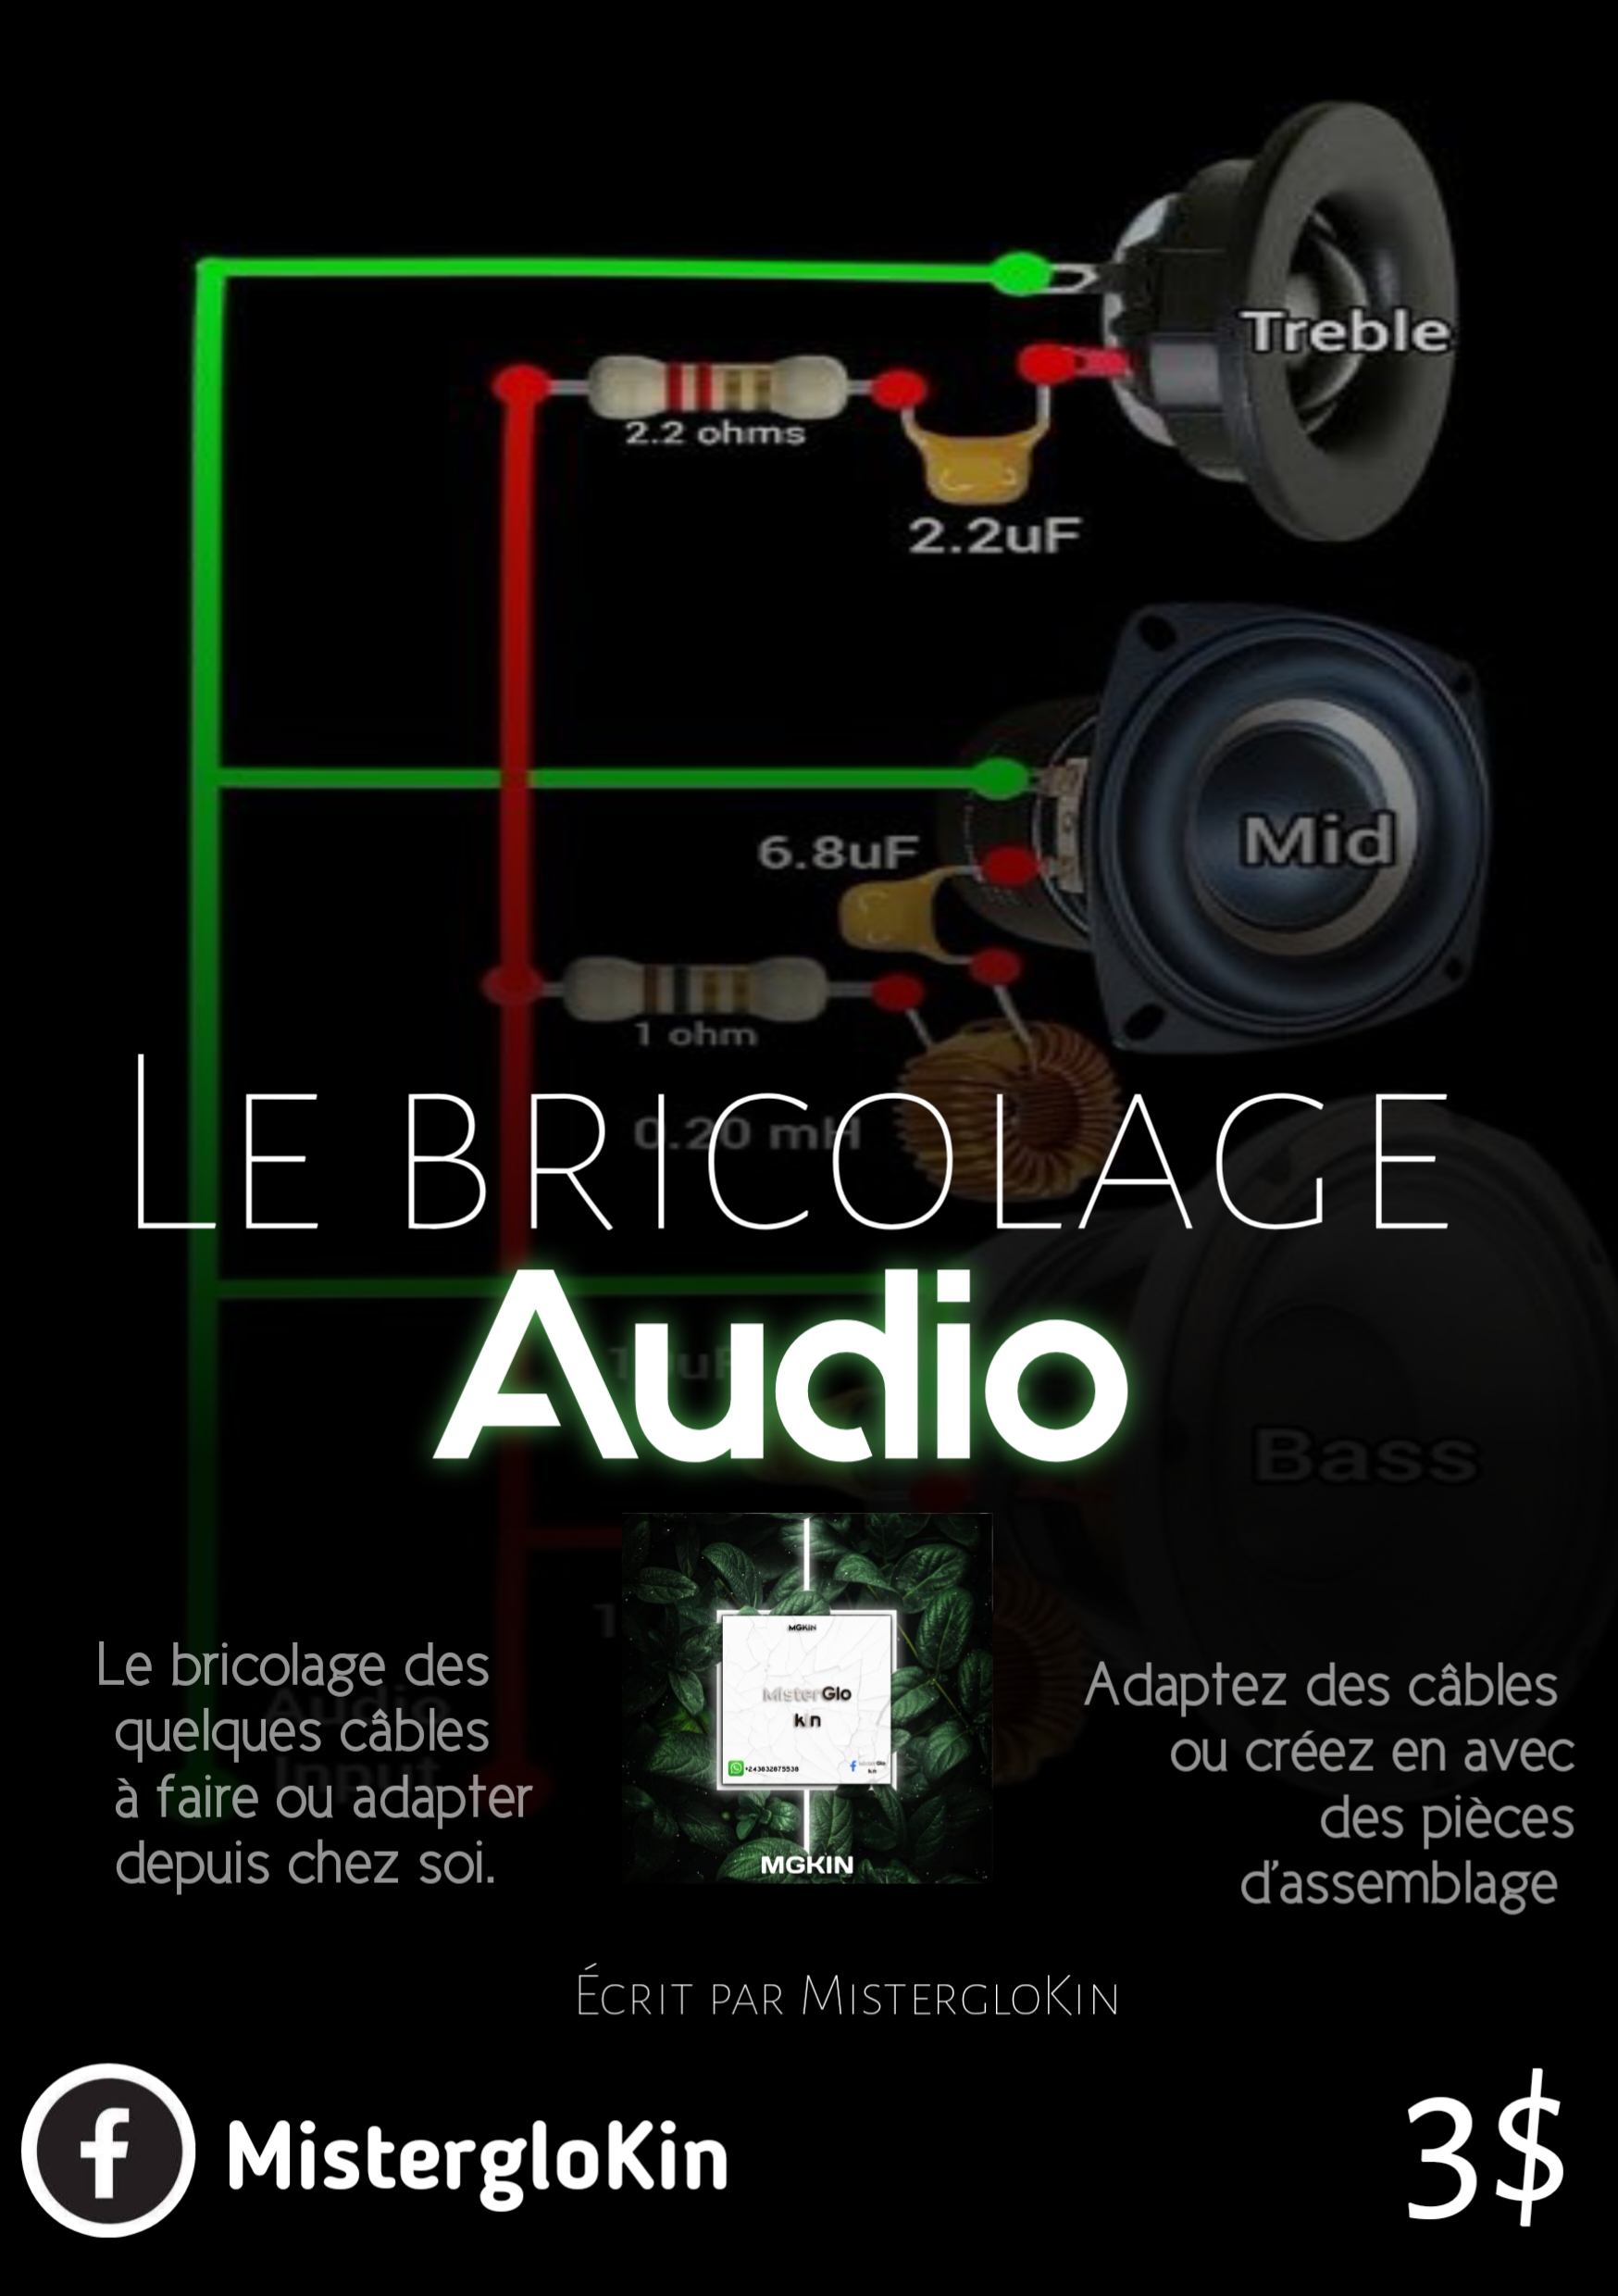 Treble
2.2 ohms
2.2uF
6.8uF
Mid
1 ohm
0.20 mH
LE BRICOLAGE
Audio
Bass
Audio
Input
Le bricolage des
quelques câbles
à faire ou adapter
depuis chez soi.
MGKIN
MisterGlo
kin
MGKIN
Adaptez des câbles
ou créez en avec
des pièces
d'assemblage
ÉCRIT PAR MISTERGLOKIN
MistergloKin
3$